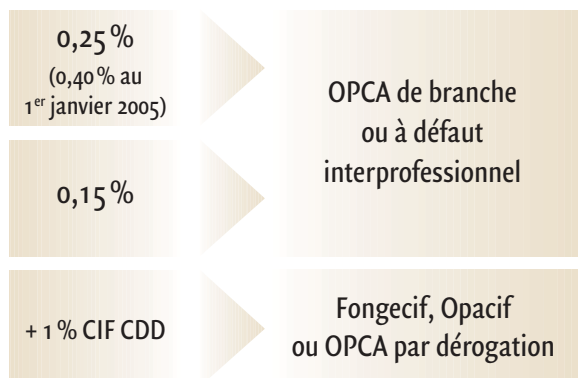 0,25 %
(0,40 % au
1er janvier 2005)
OPCA de branche
ou à défaut
interprofessionnel
0,15 %
+ 1 % CIF CDD
Fongecif, Opacif
ou OPCA par dérogation